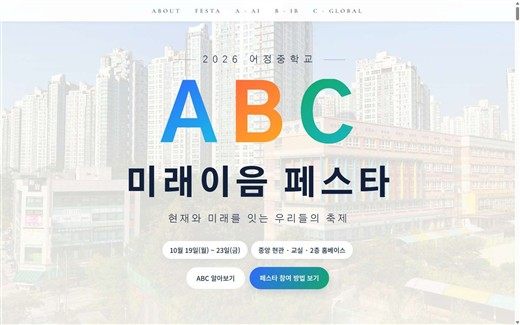 ABOUT TESTA A · AI B · IB C · GLOBAL
2026 어정중학교
ABC
미래이음 페스타
현재와 미래를 잇는 우리들의 축제
10월 19일(월) ~ 23일(금) 중앙 현관 · 교실 · 2층 홈베이스
ABC 알아보기 페스타 참여 방법 보기